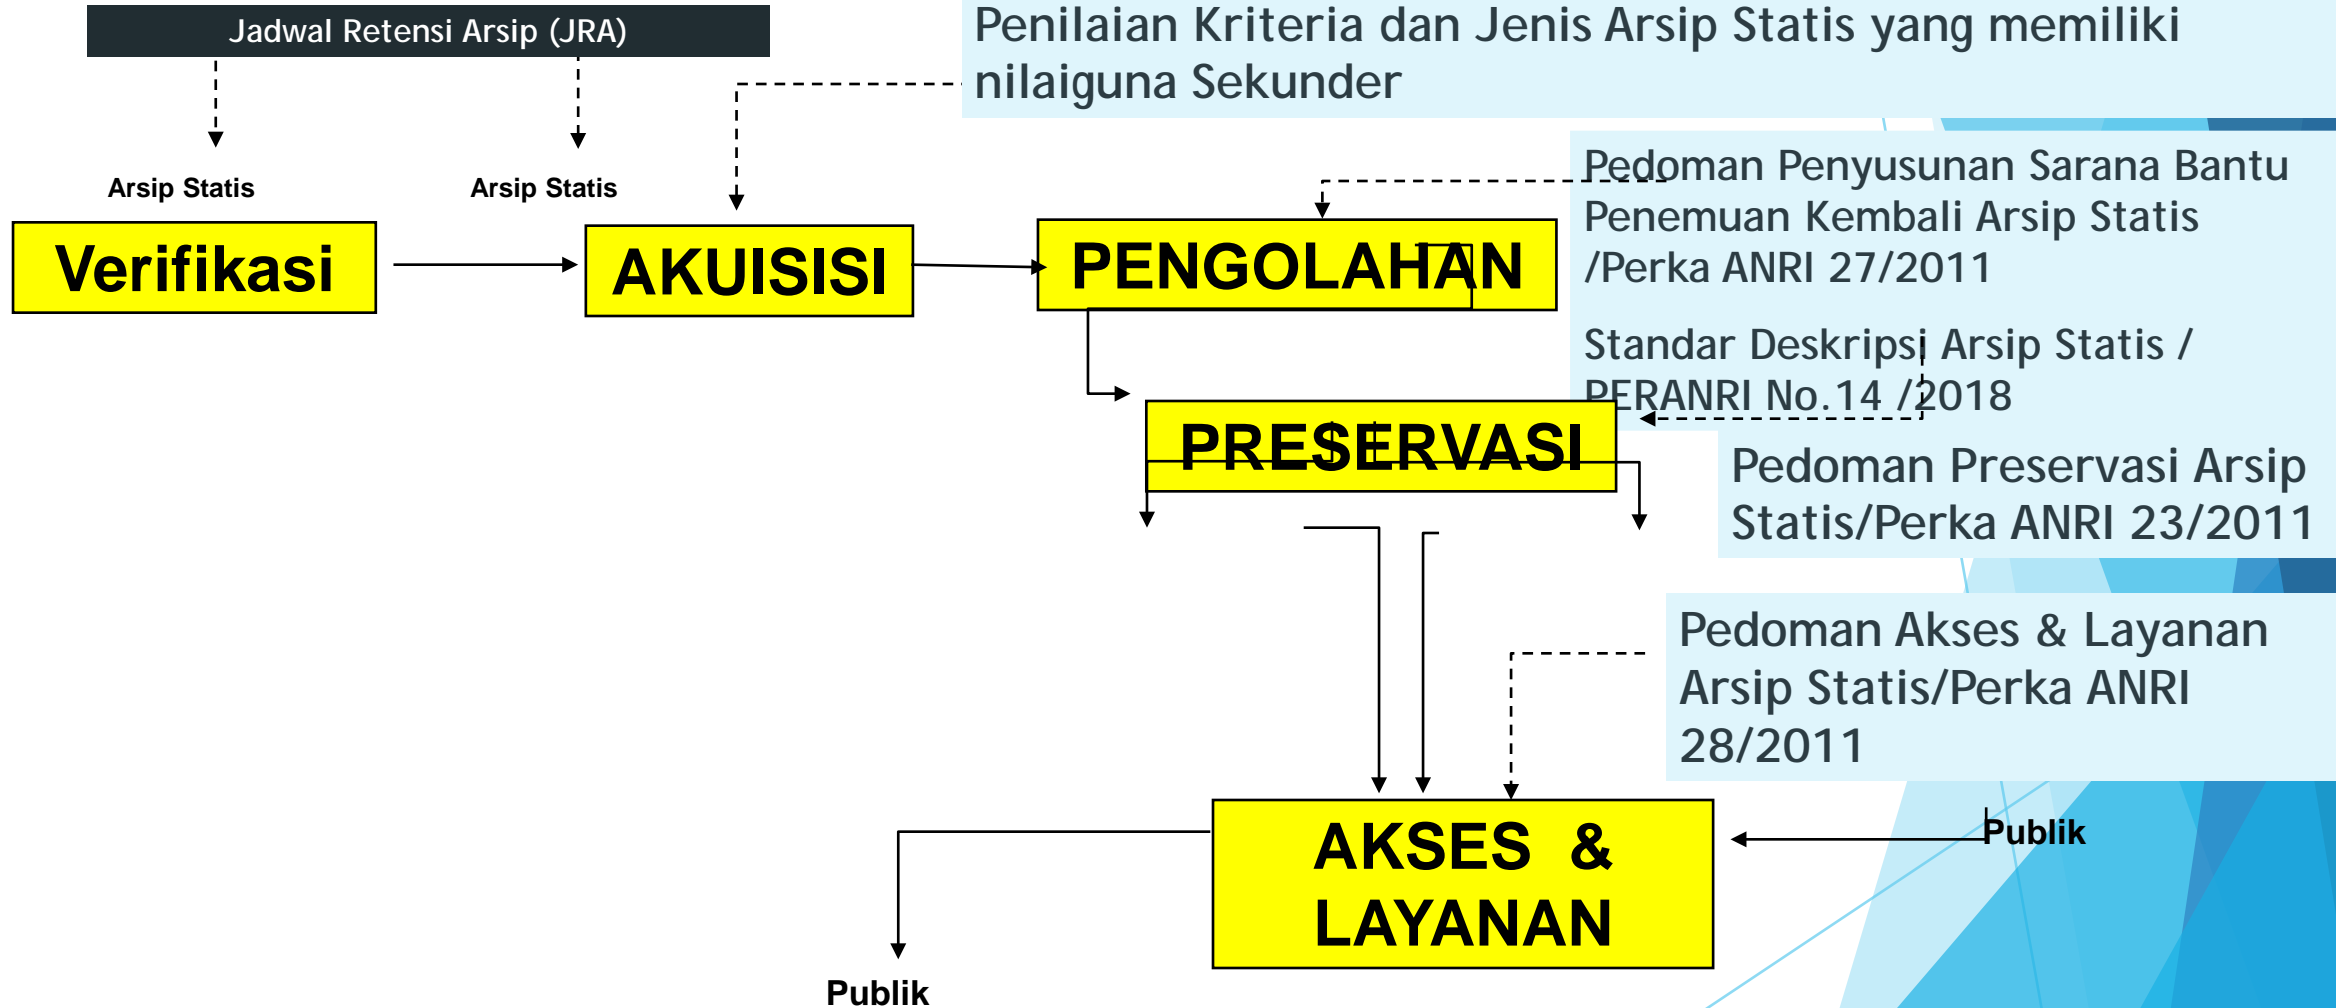 Jadwal Retensi Arsip (JRA)
Penilaian Kriteria dan Jenis Arsip Statis yang memiliki
nilaiguna Sekunder
Arsip Statis
Arsip Statis
Verifikasi
AKUISISI
PENGOLAHAN
Pedoman Penyusunan Sarana Bantu
Penemuan Kembali Arsip Statis
/Perka ANRI 27/2011
Standar Deskripsi Arsip Statis /
PERANRI No.14 /2018
PRESERVASI
Pedoman Preservasi Arsip
Statis/Perka ANRI 23/2011
Pedoman Akses & Layanan
Arsip Statis/Perka ANRI
28/2011
AKSES &
LAYANAN
Publik
Publik